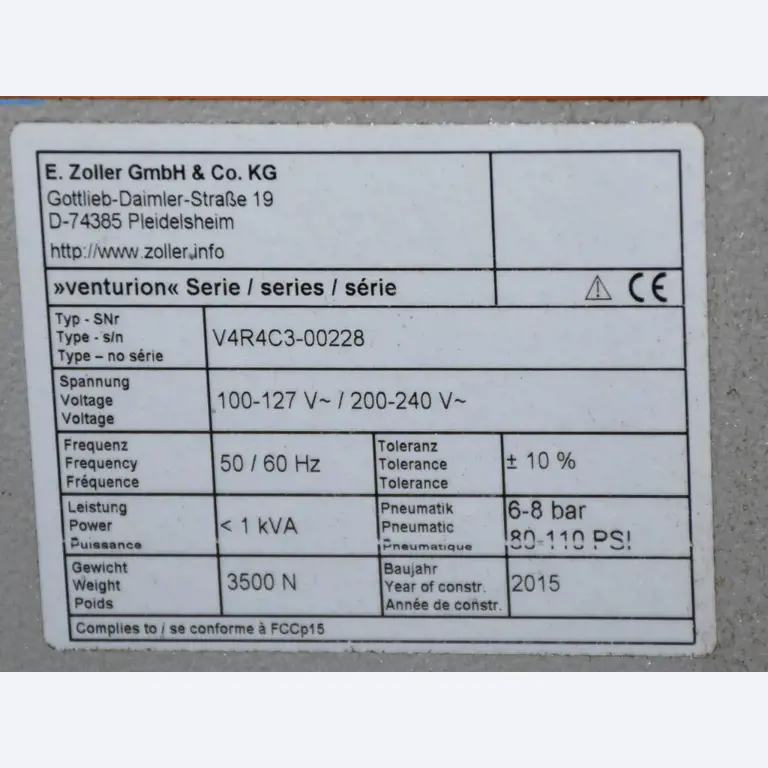 E. Zoller GmbH & Co. KG
Gottlieb-Daimler-Straße 19
D-74385 Pleidelsheim
http://www.zoller.info
»venturion« Serie / series / série
CE
Typ - SNr
Type - s/n
Type – no série
V4R4C3-00228
Spannung
Voltage
Voltage
100-127 V~ / 200-240 V~
Frequenz
Frequency
Fréquence
50 / 60 Hz
Toleranz
Tolerance
Tolerance
± 10 %
Leistung
Power
Puissance
< 1 kVA
Pneumatik
Pneumatic
Pneumatique
6-8 bar
80-110 PSI
Gewicht
Weight
Poids
3500 N
Baujahr
Year of constr.
Année de constr.
2015
Complies to / se conforme à FCCp15